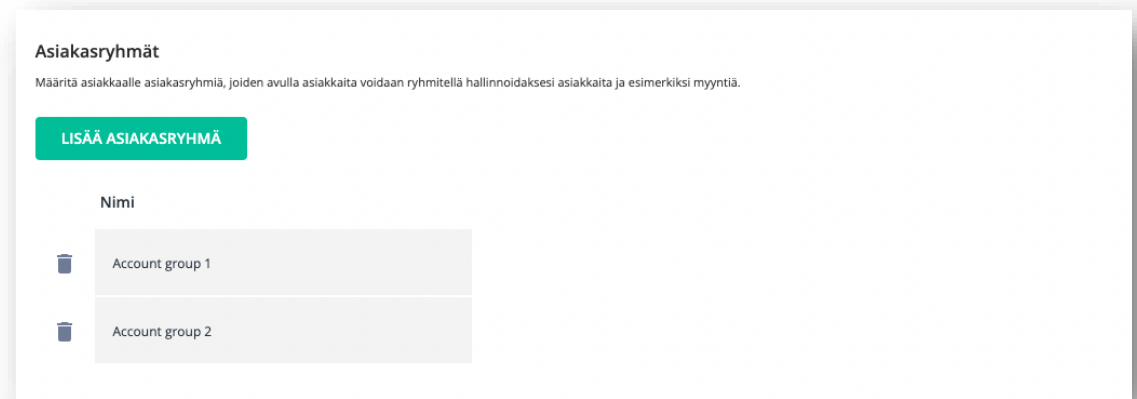 Asiakasryhmät
Määritä asiakkaalle asiakasryhmiä, joiden avulla asiakkaita voidaan ryhmitellä hallinnoidaksesi asiakkaita ja esimerkiksi myyntiä.
LISÄÄ ASIAKASRYHMÄ
Nimi
Account group 1
Account group 2